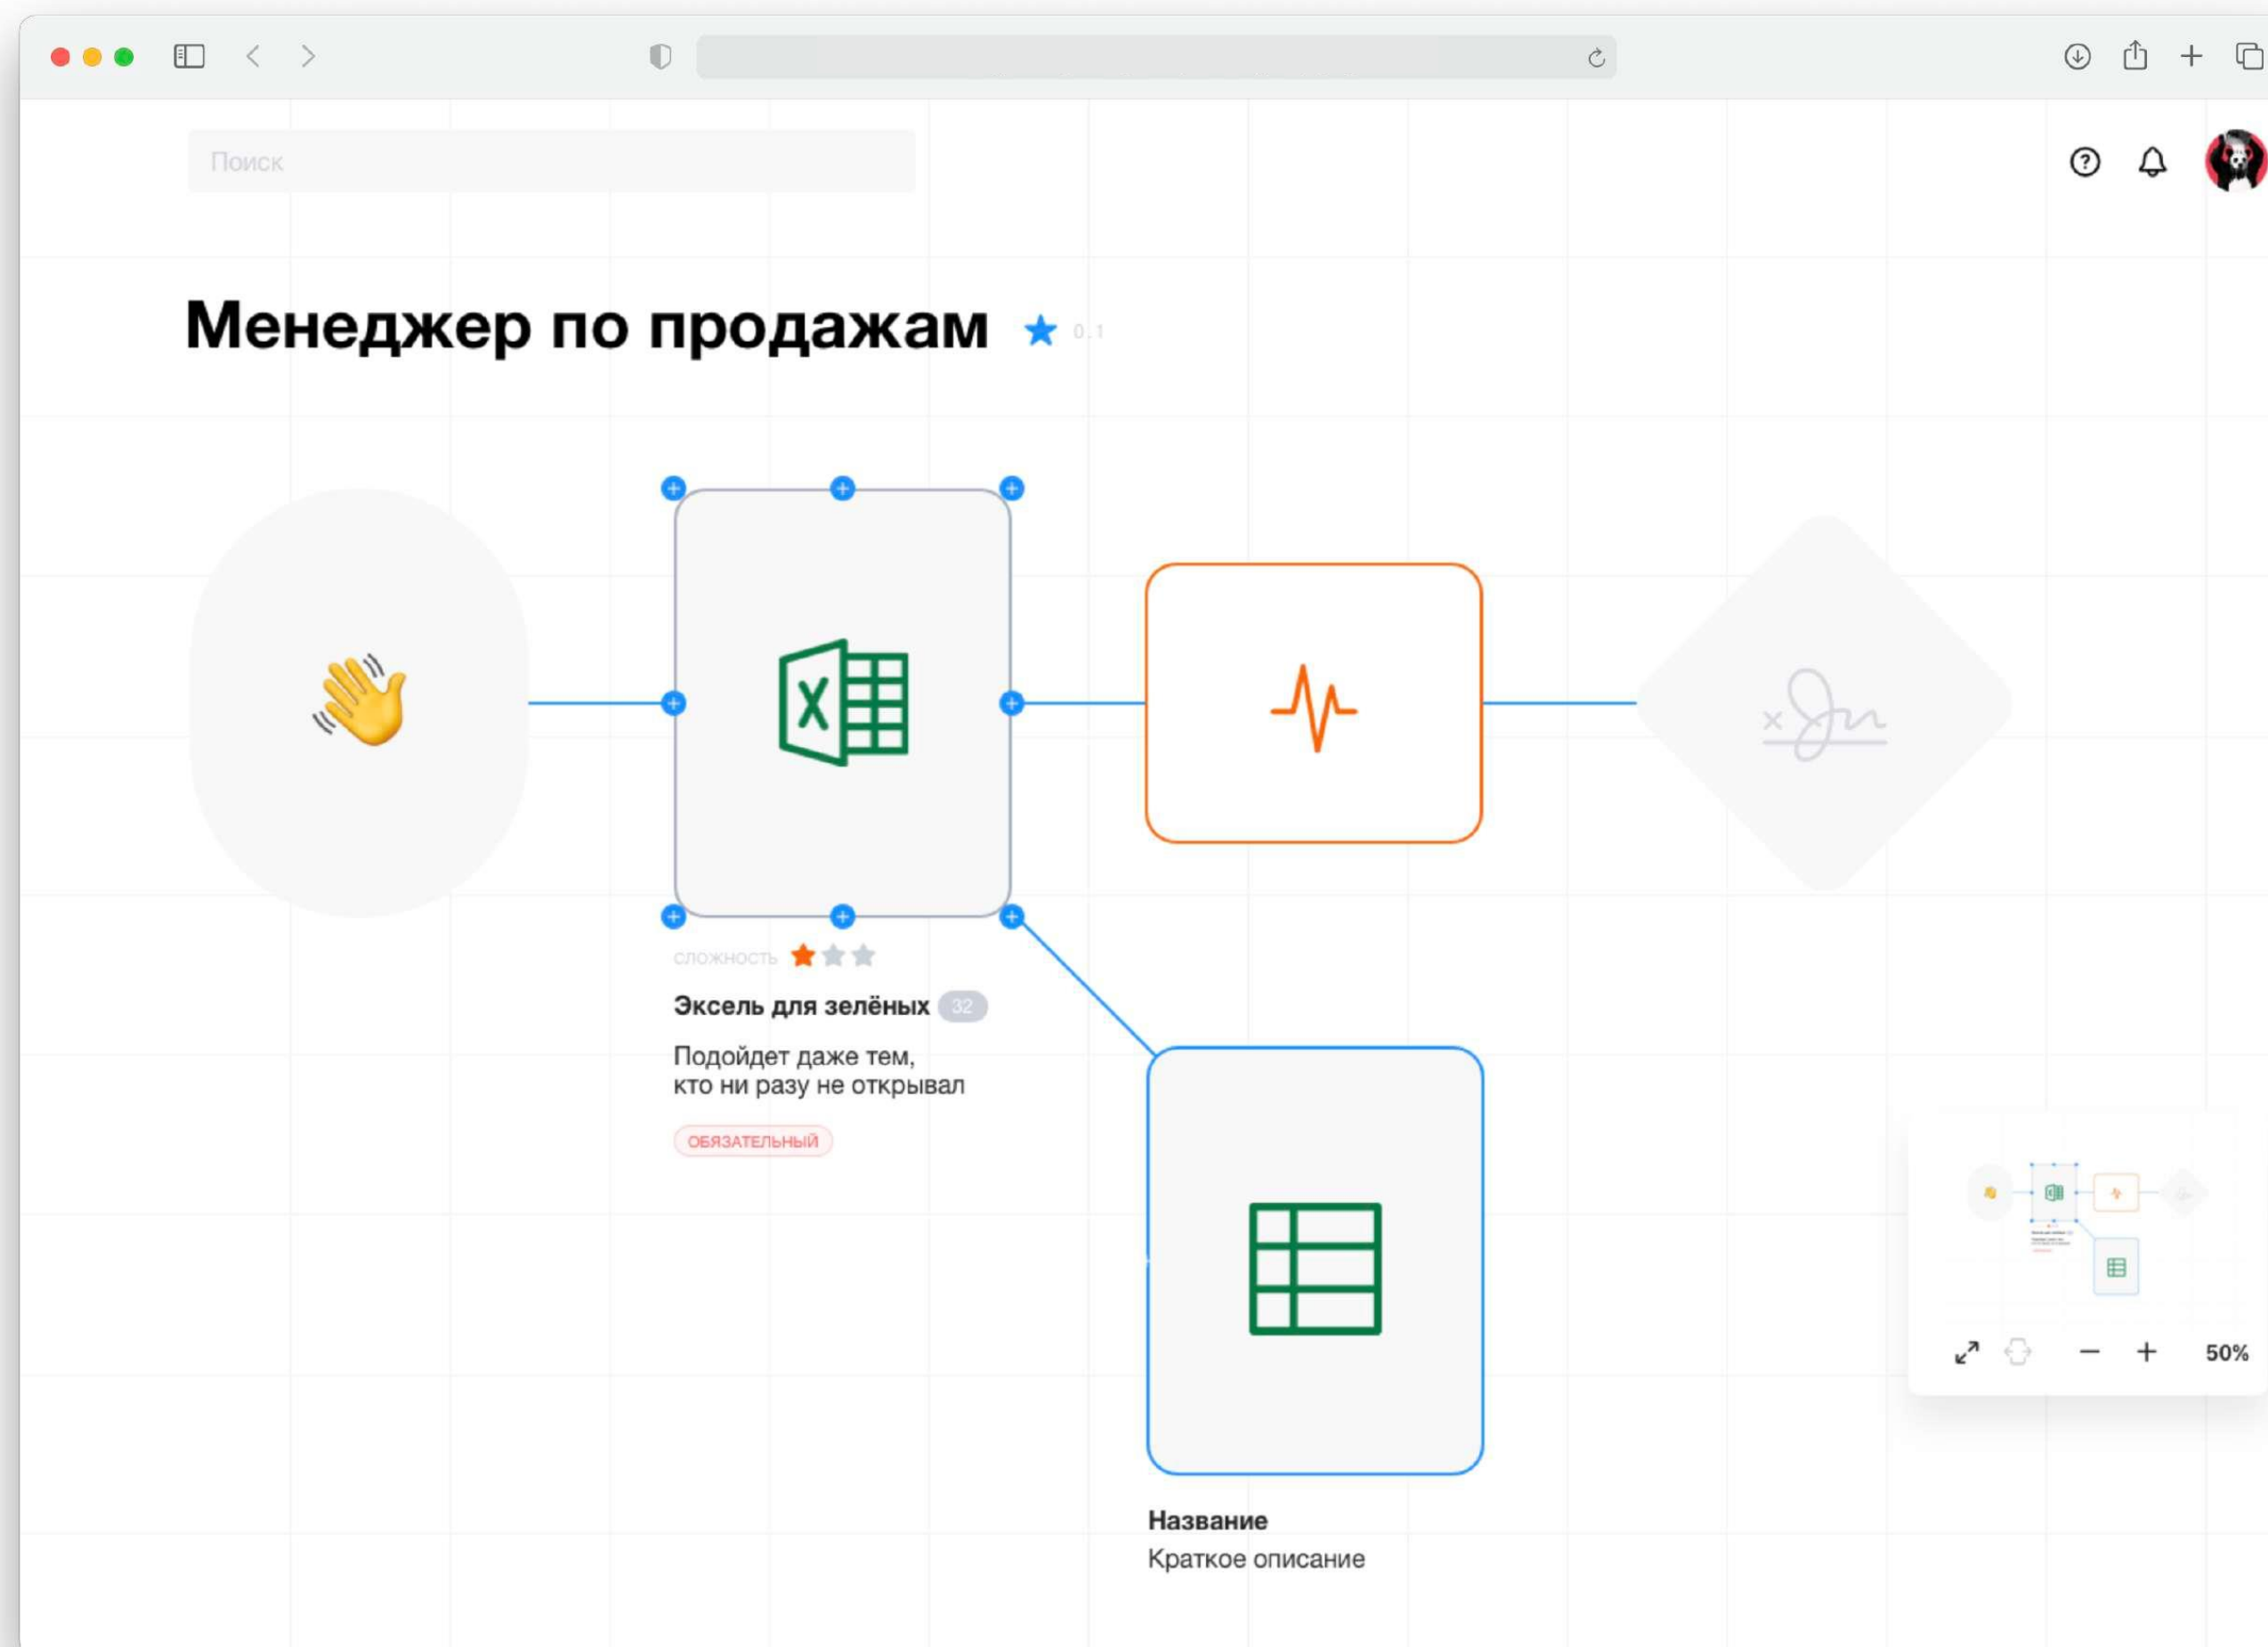 Поиск
Менеджер по продажам
0.1
СЛОЖНОСТЬ
Эксель для зелёных 32
Подойдет даже тем,
кто ни разу не открывал
ОБЯЗАТЕЛЬНЫЙ
50%
Название
Краткое описание